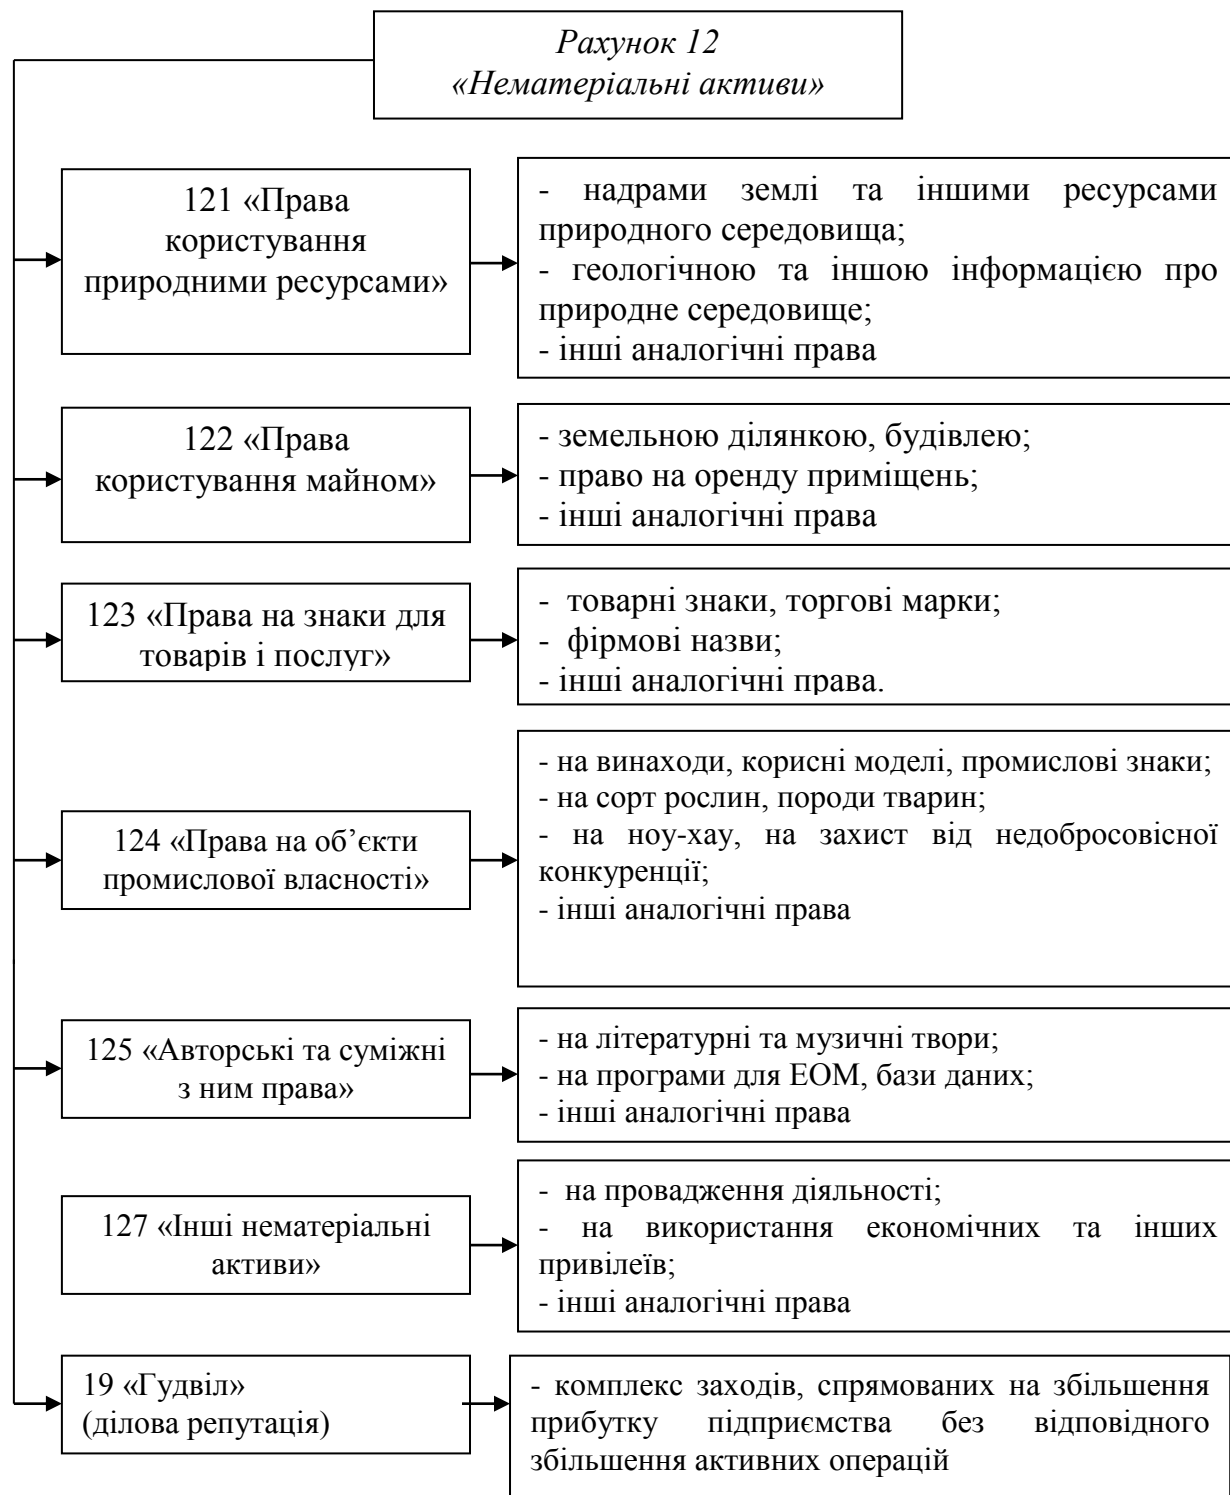 Рахунок 12
«Нематеріальні активи»
121 «Права
користування
природними ресурсами»
- надрами землі та іншими ресурсами
природного середовища;
- геологічною та іншою інформацією про
природне середовище;
- інші аналогічні права
122 «Права
користування майном»
- земельною ділянкою, будівлею;
- право на оренду приміщень;
- інші аналогічні права
123 «Права на знаки для
товарів і послуг»
- товарні знаки, торгові марки;
- фірмові назви;
- інші аналогічні права.
124 «Права на об’єкти
промислової власності»
- на винаходи, корисні моделі, промислові знаки;
- на сорт рослин, породи тварин;
- на ноу-хау, на захист від недобросовісної
конкуренції;
- інші аналогічні права
125 «Авторські та суміжні
з ним права»
- на літературні та музичні твори;
- на програми для ЕОМ, бази даних;
- інші аналогічні права
127 «Інші нематеріальні
активи»
- на провадження діяльності;
- на використання економічних та інших
привілеїв;
- інші аналогічні права
19 «Гудвіл»
(ділова репутація)
- комплекс заходів, спрямованих на збільшення
прибутку підприємства без відповідного
збільшення активних операцій